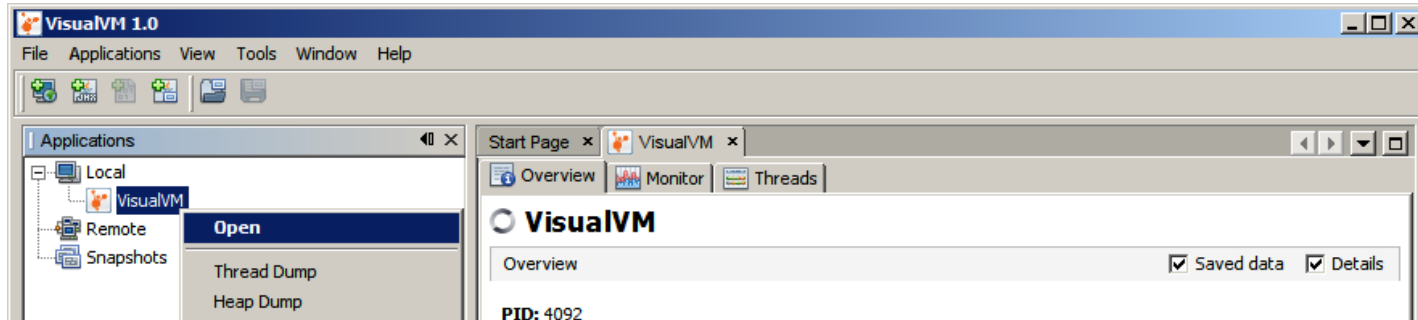 VisualVM 1.0
File Applications View Tools Window Help
Applications
Local
VisualVM
Remote
Snapshots
Open
Thread Dump
Heap Dump
Start Page VisualVM
Overview Monitor Threads
VisualVM
Overview Saved data Details
PID: 4092